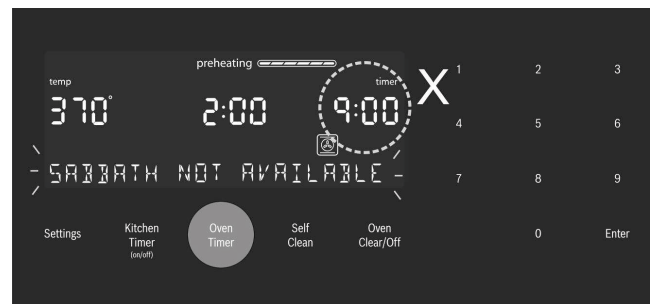 preheating
temp
timer
370°
2:00
9:00
X
SABBATH NOT AVAILABLE
Settings
Kitchen
Timer
(on/off)
Oven
Timer
Self
Clean
Oven
Clear/Off
1 2 3
4 5 6
7 8 9
0 Enter